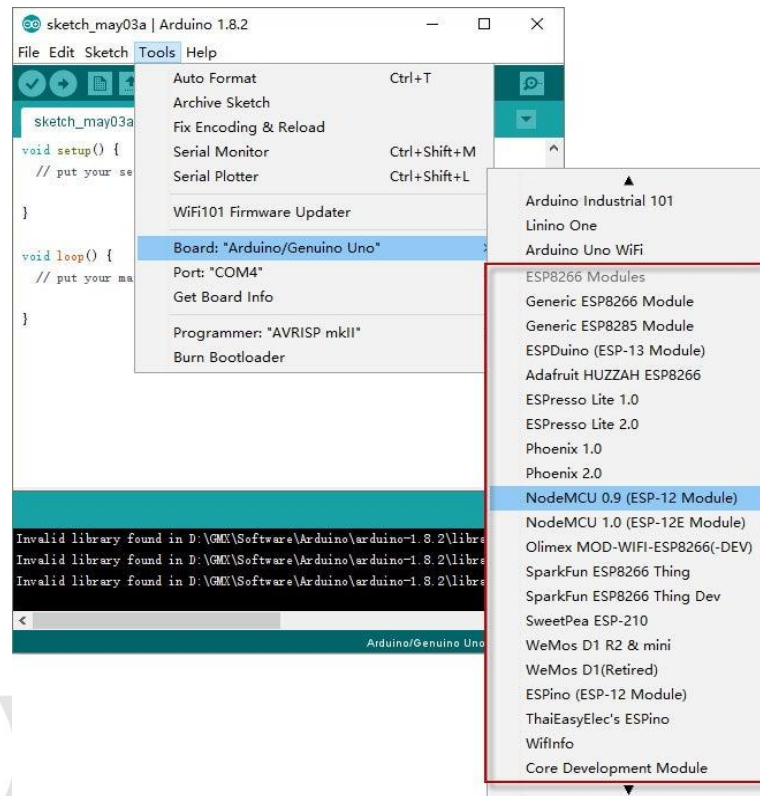 sketch_may03a | Arduino 1.8.2
File Edit Sketch Tools Help
sketch_may03a
void setup() {
// put your se
}
void loop() {
// put your ma
}
Auto Format Ctrl+T
Archive Sketch
Fix Encoding & Reload
Serial Monitor Ctrl+Shift+M
Serial Plotter Ctrl+Shift+L
WiFi101 Firmware Updater
Board: "Arduino/Genuino Uno"
Port: "COM4"
Get Board Info
Programmer: "AVRISP mkII"
Burn Bootloader
Arduino Industrial 101
Linino One
Arduino Uno WiFi
ESP8266 Modules
Generic ESP8266 Module
Generic ESP8285 Module
ESPDuino (ESP-13 Module)
Adafruit HUZZAH ESP8266
ESPresso Lite 1.0
ESPresso Lite 2.0
Phoenix 1.0
Phoenix 2.0
NodeMCU 0.9 (ESP-12 Module)
NodeMCU 1.0 (ESP-12E Module)
Olimex MOD-WIFI-ESP8266(-DEV)
SparkFun ESP8266 Thing
SparkFun ESP8266 Thing Dev
SweetPea ESP-210
WeMos D1 R2 & mini
WeMos D1(Retired)
ESPino (ESP-12 Module)
ThaiEasyElec's ESPino
WifInfo
Core Development Module
Invalid library found in D:\GMX\Software\Arduino\arduino-1.8.2\libra
Invalid library found in D:\GMX\Software\Arduino\arduino-1.8.2\libra
Invalid library found in D:\GMX\Software\Arduino\arduino-1.8.2\libra
Arduino/Genuino Uno